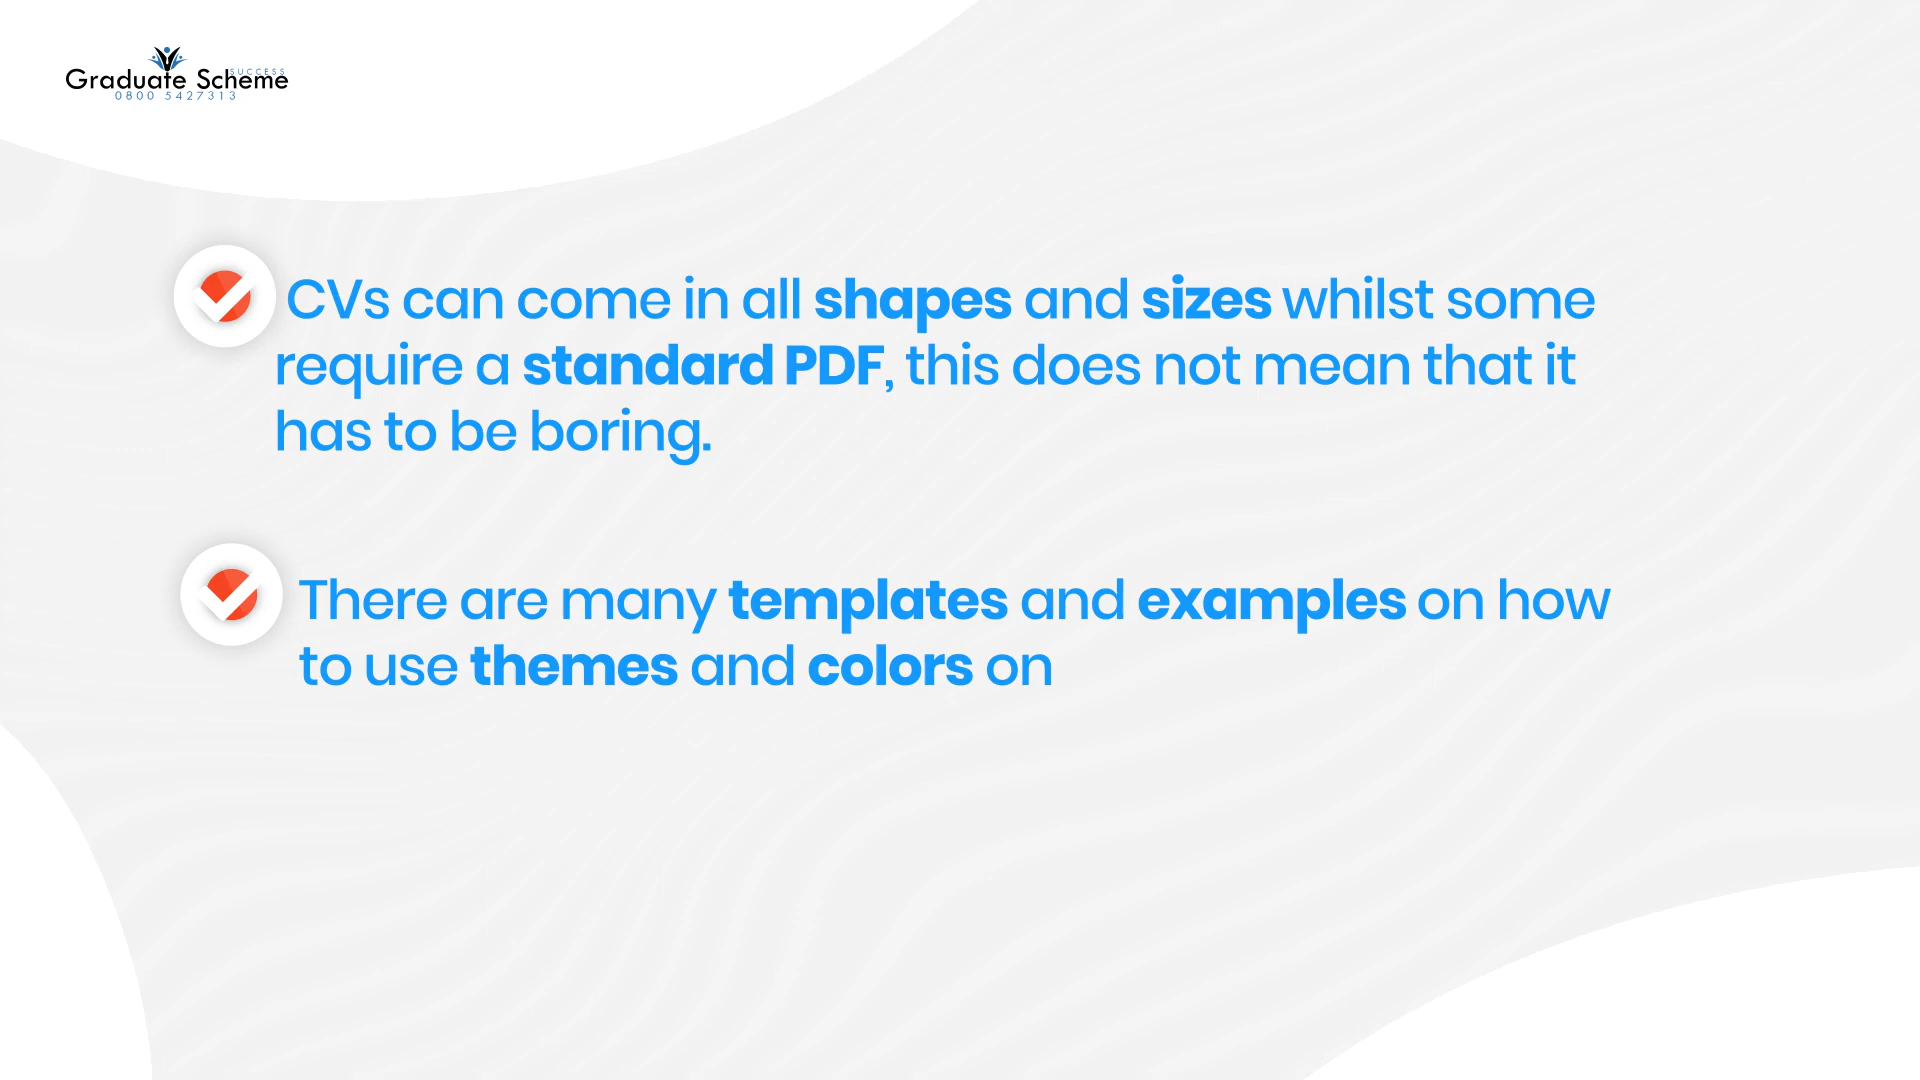 SUCCESS
Graduate Scheme
0800 5427313
CVs can come in all shapes and sizes whilst some
require a standard PDF, this does not mean that it
has to be boring.
There are many templates and examples on how
to use themes and colors on